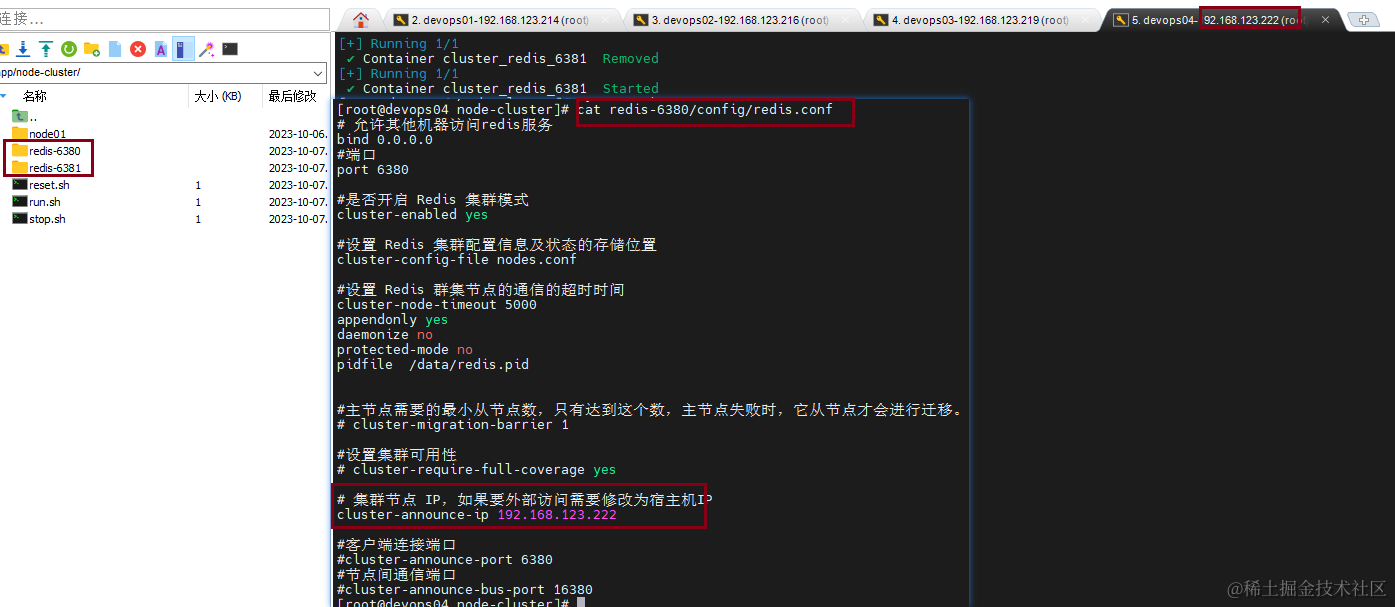 连接...
2. devops01-192.168.123.214 (root)
3. devops02-192.168.123.216 (root)
4. devops03-192.168.123.219 (root)
5. devops04-
92.168.123.222 (root
pp/node-cluster/
名称
大小 (KB)
最后修改
..
node01
2023-10-06.
redis-6380
2023-10-07.
redis-6381
2023-10-07.
reset.sh
1
2023-10-07.
run.sh
1
2023-10-07.
stop.sh
1
2023-10-07.
[+] Running 1/1
✔ Container cluster_redis_6381 Removed
[+] Running 1/1
✔ Container cluster_redis_6381 Started
[root@devops04 node-cluster]# cat redis-6380/config/redis.conf
# 允许其他机器访问redis服务
bind 0.0.0.0
#端口
port 6380
#是否开启 Redis 集群模式
cluster-enabled yes
#设置 Redis 集群配置信息及状态的存储位置
cluster-config-file nodes.conf
#设置 Redis 群集节点的通信的超时时间
cluster-node-timeout 5000
appendonly yes
daemonize no
protected-mode no
pidfile /data/redis.pid
#主节点需要的最小从节点数，只有达到这个数，主节点失败时，它从节点才会进行迁移。
# cluster-migration-barrier 1
#设置集群可用性
# cluster-require-full-coverage yes
# 集群节点 IP，如果要外部访问需要修改为宿主机IP
cluster-announce-ip 192.168.123.222
#客户端连接端口
#cluster-announce-port 6380
#节点间通信端口
#cluster-announce-bus-port 16380
[root@devops04 node-cluster]#
@稀土掘金技术社区